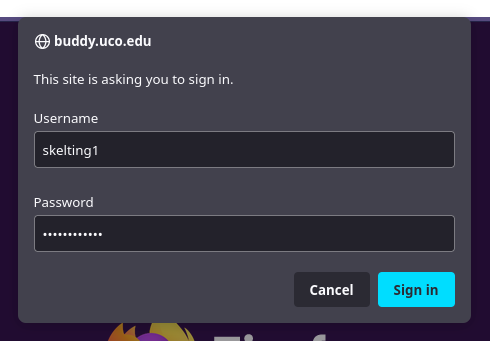 buddy.uco.edu
This site is asking you to sign in.
Username
skelting1
Password
••••••••••••
Cancel
Sign in